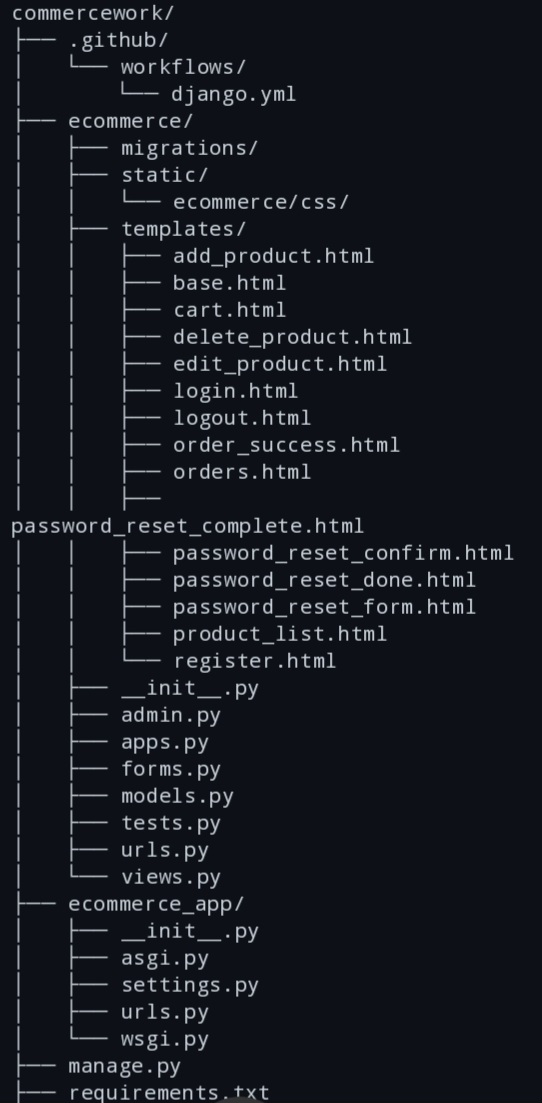 commercework/
├── .github/
│   └── workflows/
│       └── django.yml
├── ecommerce/
│   ├── migrations/
│   ├── static/
│   │   └── ecommerce/css/
│   ├── templates/
│   │   ├── add_product.html
│   │   ├── base.html
│   │   ├── cart.html
│   │   ├── delete_product.html
│   │   ├── edit_product.html
│   │   ├── login.html
│   │   ├── logout.html
│   │   ├── order_success.html
│   │   ├── orders.html
│   │   ├──
password_reset_complete.html
│   │   ├── password_reset_confirm.html
│   │   ├── password_reset_done.html
│   │   ├── password_reset_form.html
│   │   ├── product_list.html
│   │   └── register.html
│   ├── __init__.py
│   ├── admin.py
│   ├── apps.py
│   ├── forms.py
│   ├── models.py
│   ├── tests.py
│   ├── urls.py
│   └── views.py
├── ecommerce_app/
│   ├── __init__.py
│   ├── asgi.py
│   ├── settings.py
│   ├── urls.py
│   └── wsgi.py
├── manage.py
├── requirements.txt